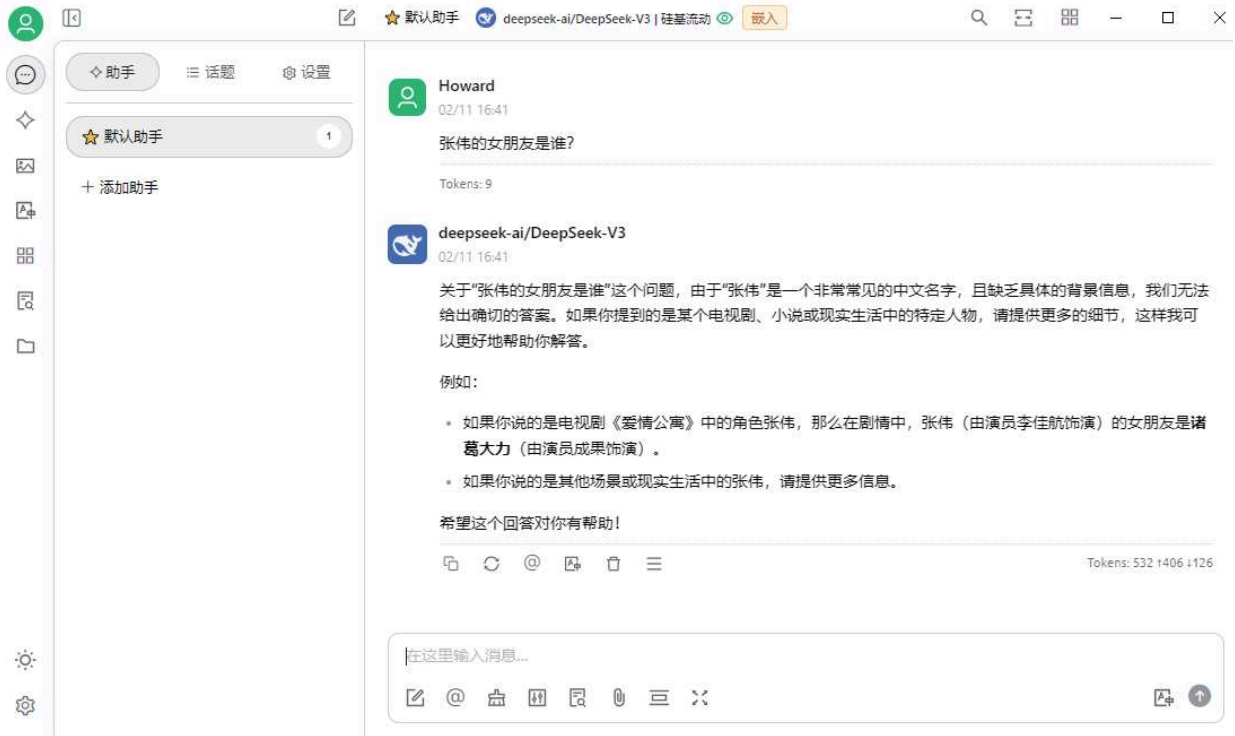 默认助手
deepseek-ai/DeepSeek-V3 | 硅基流动
嵌入
助手
话题
设置
默认助手
1
添加助手
Howard
02/11 16:41
张伟的女朋友是谁?
Tokens: 9
deepseek-ai/DeepSeek-V3
02/11 16:41
关于“张伟的女朋友是谁”这个问题，由于“张伟”是一个非常常见的中文名字，且缺乏具体的背景信息，我们无法
给出确切的答案。如果你提到的是某个电视剧、小说或现实生活中的特定人物，请提供更多的细节，这样我可
以更好地帮助你解答。
例如：
如果你说的是电视剧《爱情公寓》中的角色张伟，那么在剧情中，张伟（由演员李佳航饰演）的女朋友是诸
葛大力（由演员成果饰演）。
如果你说的是其他场景或现实生活中的张伟，请提供更多信息。
希望这个回答对你有帮助！
Tokens: 532 ↑406 ↓126
在这里输入消息...